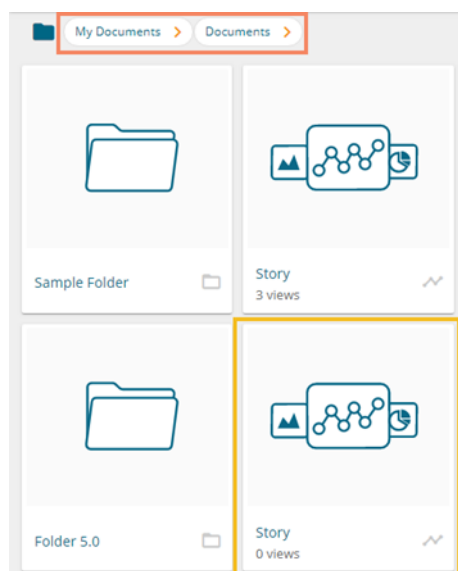 My Documents > Documents >
Sample Folder
Story
3 views
Folder 5.0
Story
0 views